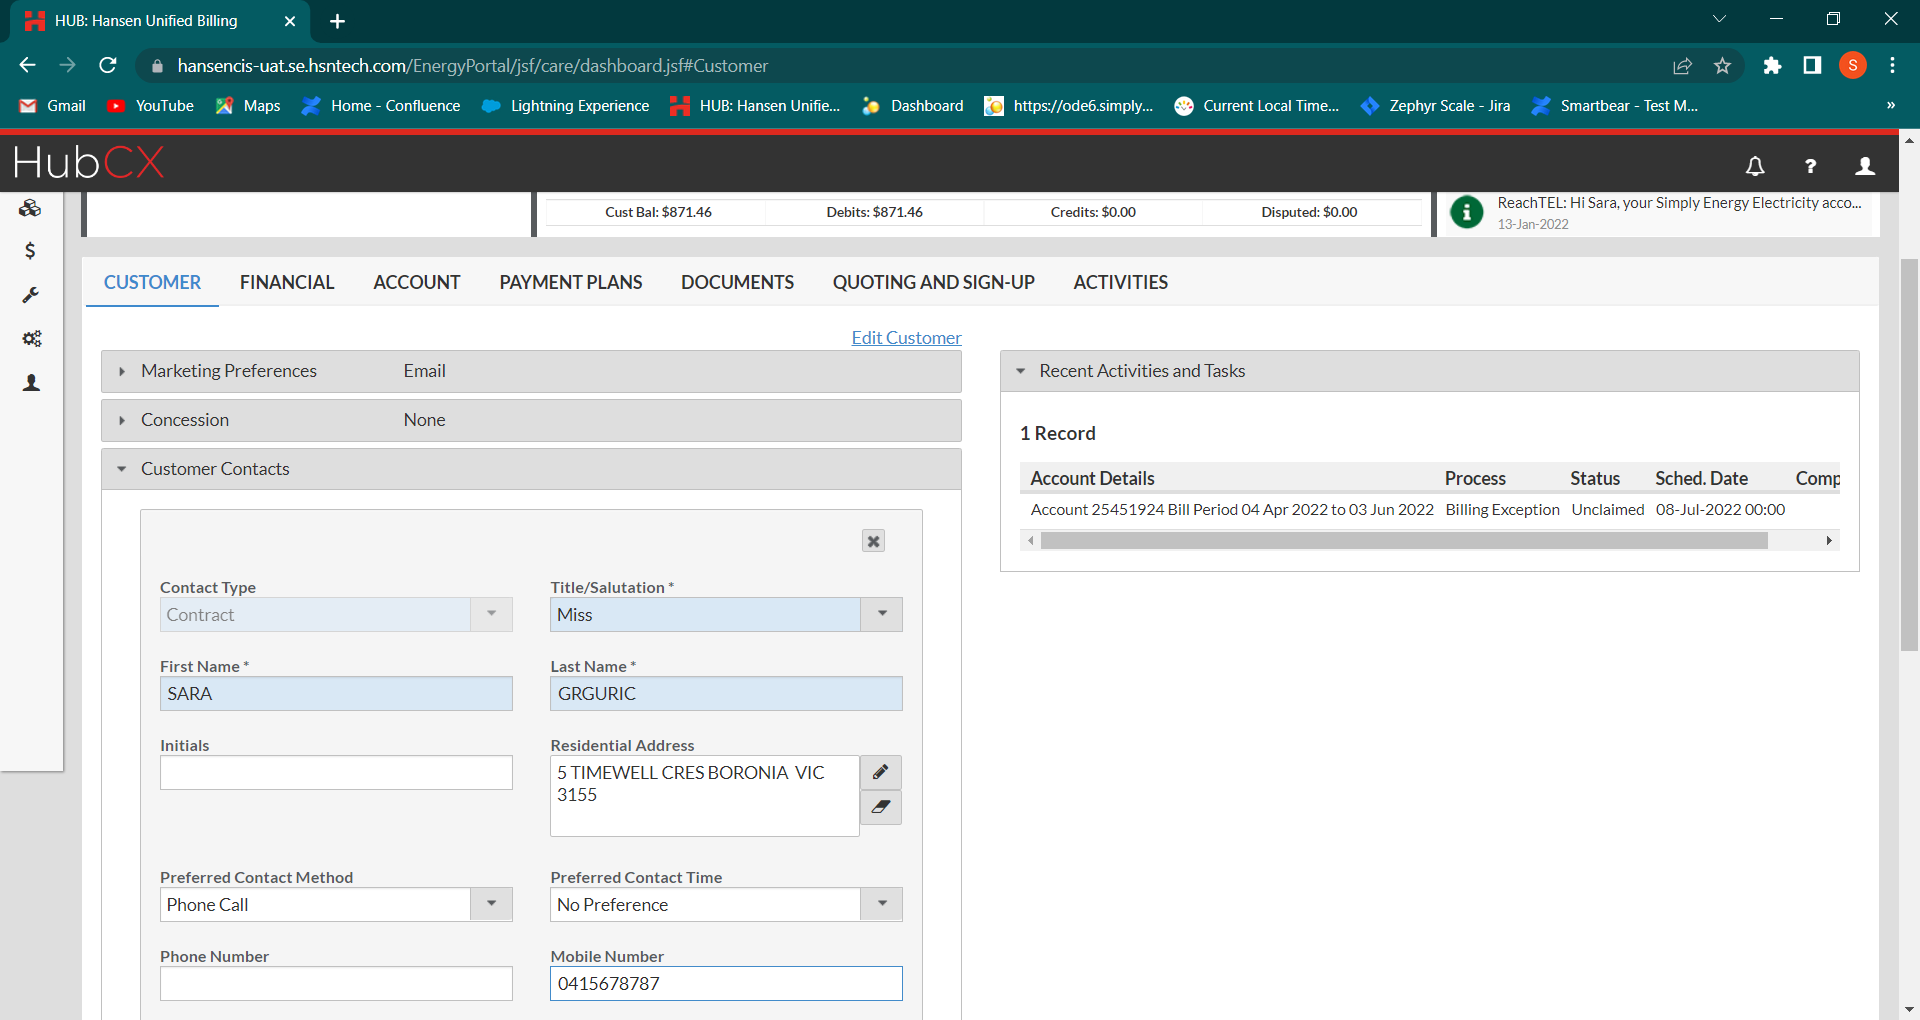 HUB: Hansen Unified Billing
hansencis-uat.se.hsntech.com/EnergyPortal/jsf/care/dashboard.jsf#Customer
S
Gmail
YouTube
Maps
Home - Confluence
Lightning Experience
HUB: Hansen Unifie...
Dashboard
https://ode6.simply...
Current Local Time...
Zephyr Scale - Jira
Smartbear - Test M...
»
HubCX
?
Cust Bal: $871.46
Debits: $871.46
Credits: $0.00
Disputed: $0.00
ReachTEL: Hi Sara, your Simply Energy Electricity acco...
13-Jan-2022
CUSTOMER
FINANCIAL
ACCOUNT
PAYMENT PLANS
DOCUMENTS
QUOTING AND SIGN-UP
ACTIVITIES
Edit Customer
Marketing Preferences
Email
Concession
None
Customer Contacts
Contact Type
Contract
Title/Salutation *
Miss
First Name *
SARA
Last Name *
GRGURIC
Initials
Residential Address
5 TIMEWELL CRES BORONIA  VIC
3155
Preferred Contact Method
Phone Call
Preferred Contact Time
No Preference
Phone Number
Mobile Number
0415678787
Recent Activities and Tasks
1 Record
Account Details
Process
Status
Sched. Date
Comp
Account 25451924 Bill Period 04 Apr 2022 to 03 Jun 2022
Billing Exception
Unclaimed
08-Jul-2022 00:00